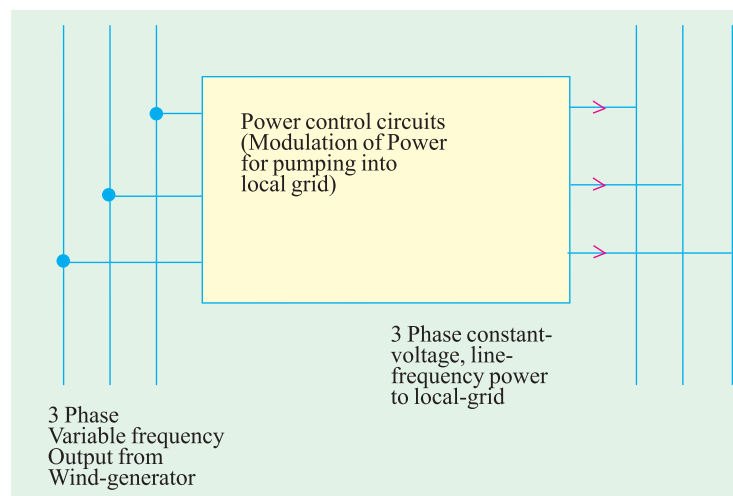 Power control circuits
(Modulation of Power
for pumping into
local grid)
3 Phase constant-
voltage, line-
frequency power
to local-grid
3 Phase
Variable frequency
Output from
Wind-generator